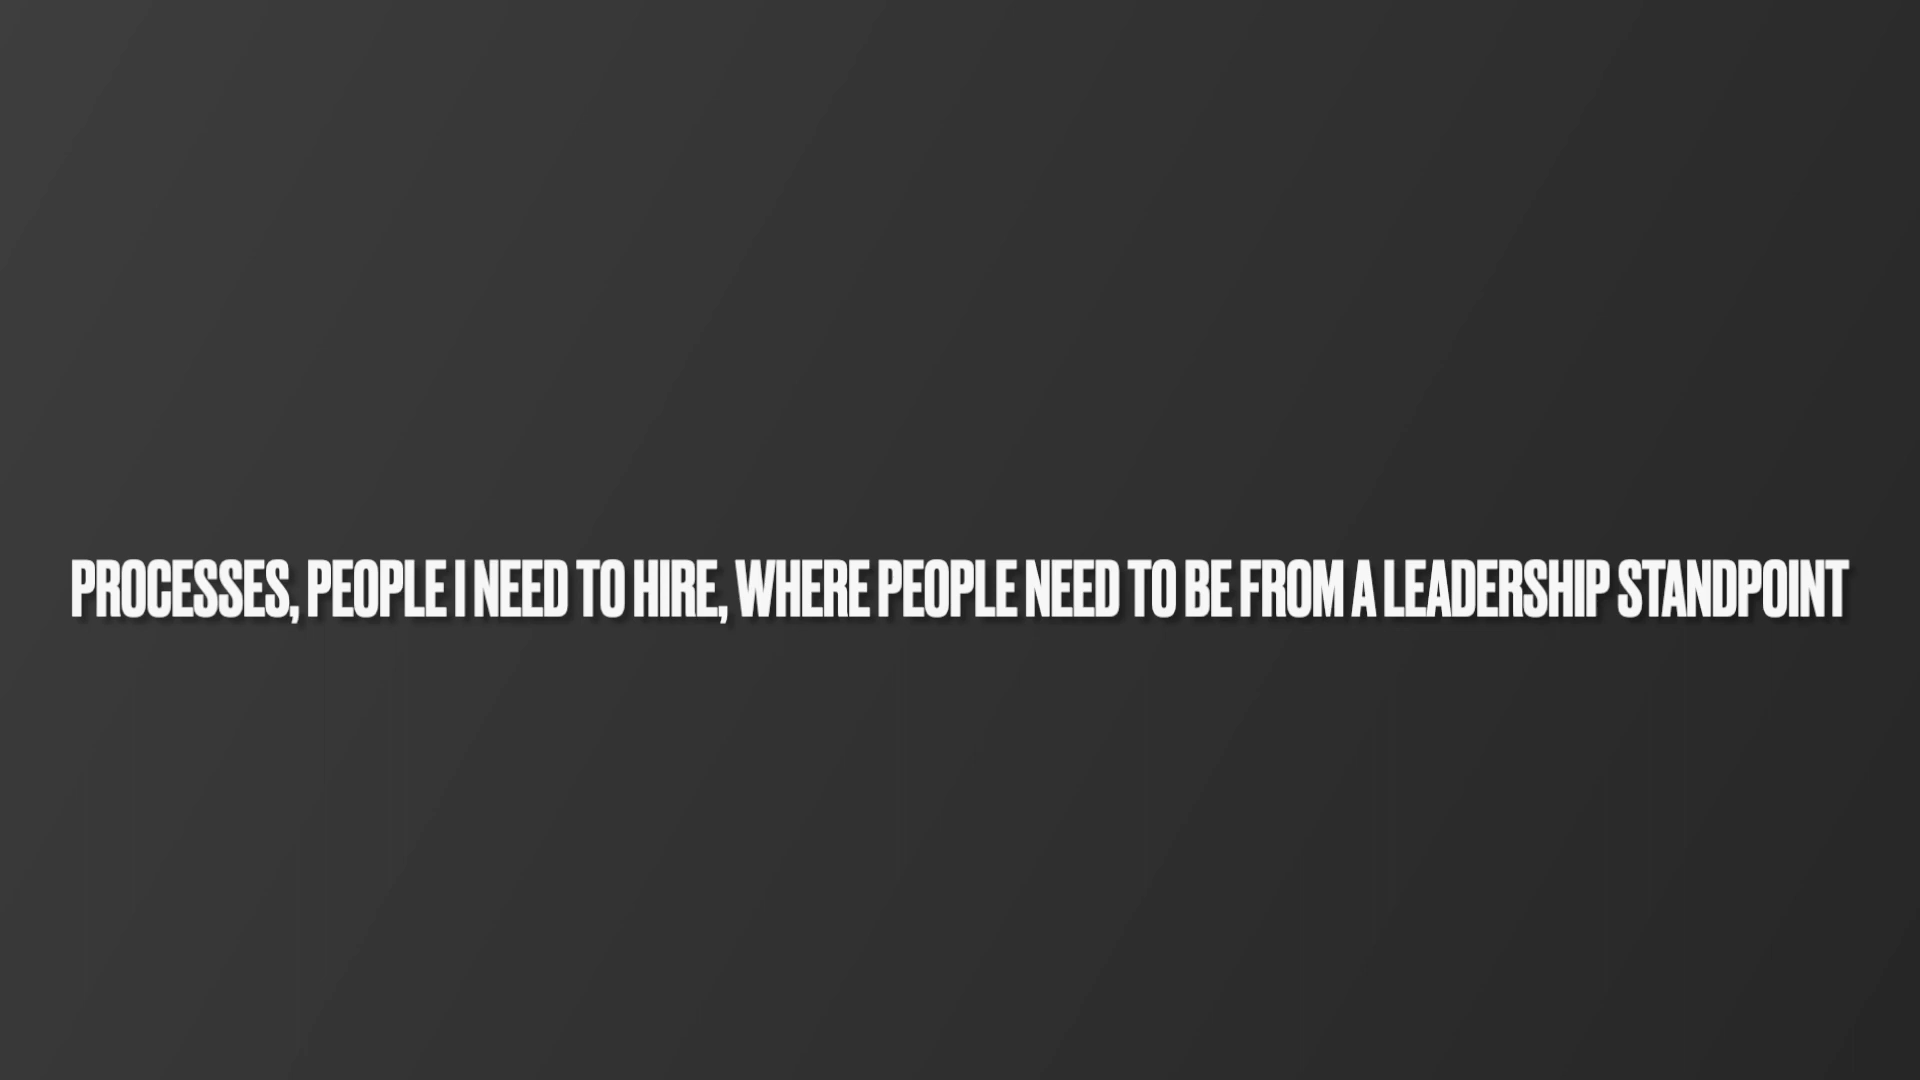 PROCESSES, PEOPLE I NEED TO HIRE, WHERE PEOPLE NEED TO BE FROM A LEADERSHIP STANDPOINT